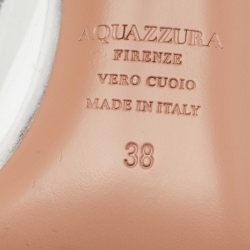 AQUAZZURA
FIRENZE
VERO CUOIO
MADE IN ITALY
38